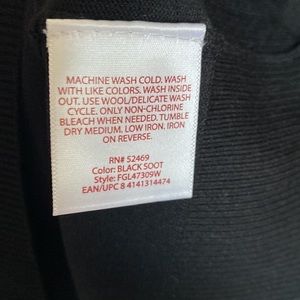 MACHINE WASH COLD. WASH
WITH LIKE COLORS. WASH INSIDE
OUT. USE WOOL/DELICATE WASH
CYCLE. ONLY NON-CHLORINE
BLEACH WHEN NEEDED. TUMBLE
DRY MEDIUM. LOW IRON. IRON
ON REVERSE.
RN# 52469
Color: BLACK SOOT
Style: FGL47309W
EAN/UPC 8 4141314474